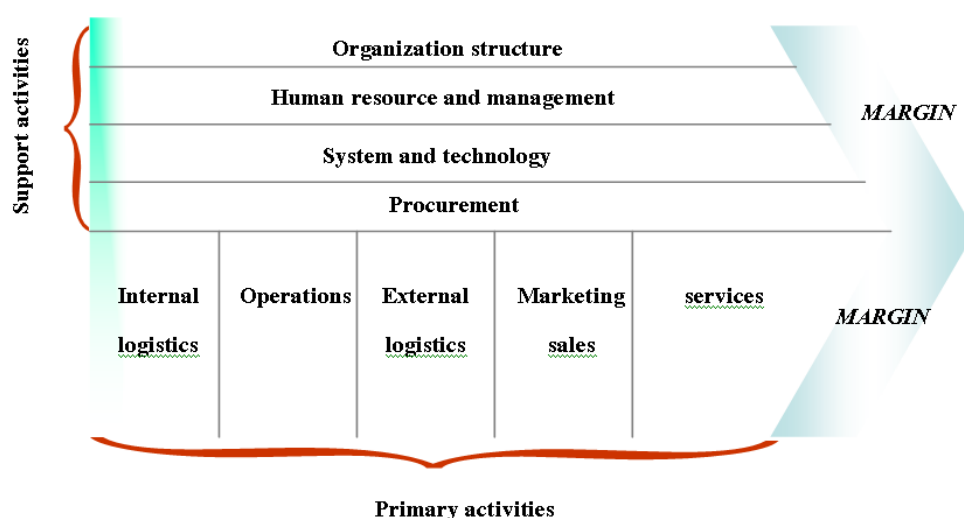 Support activities
Organization structure
Human resource and management
MARGIN
System and technology
Procurement
Internal
logistics
Operations
External
logistics
Marketing
sales
services
MARGIN
Primary activities